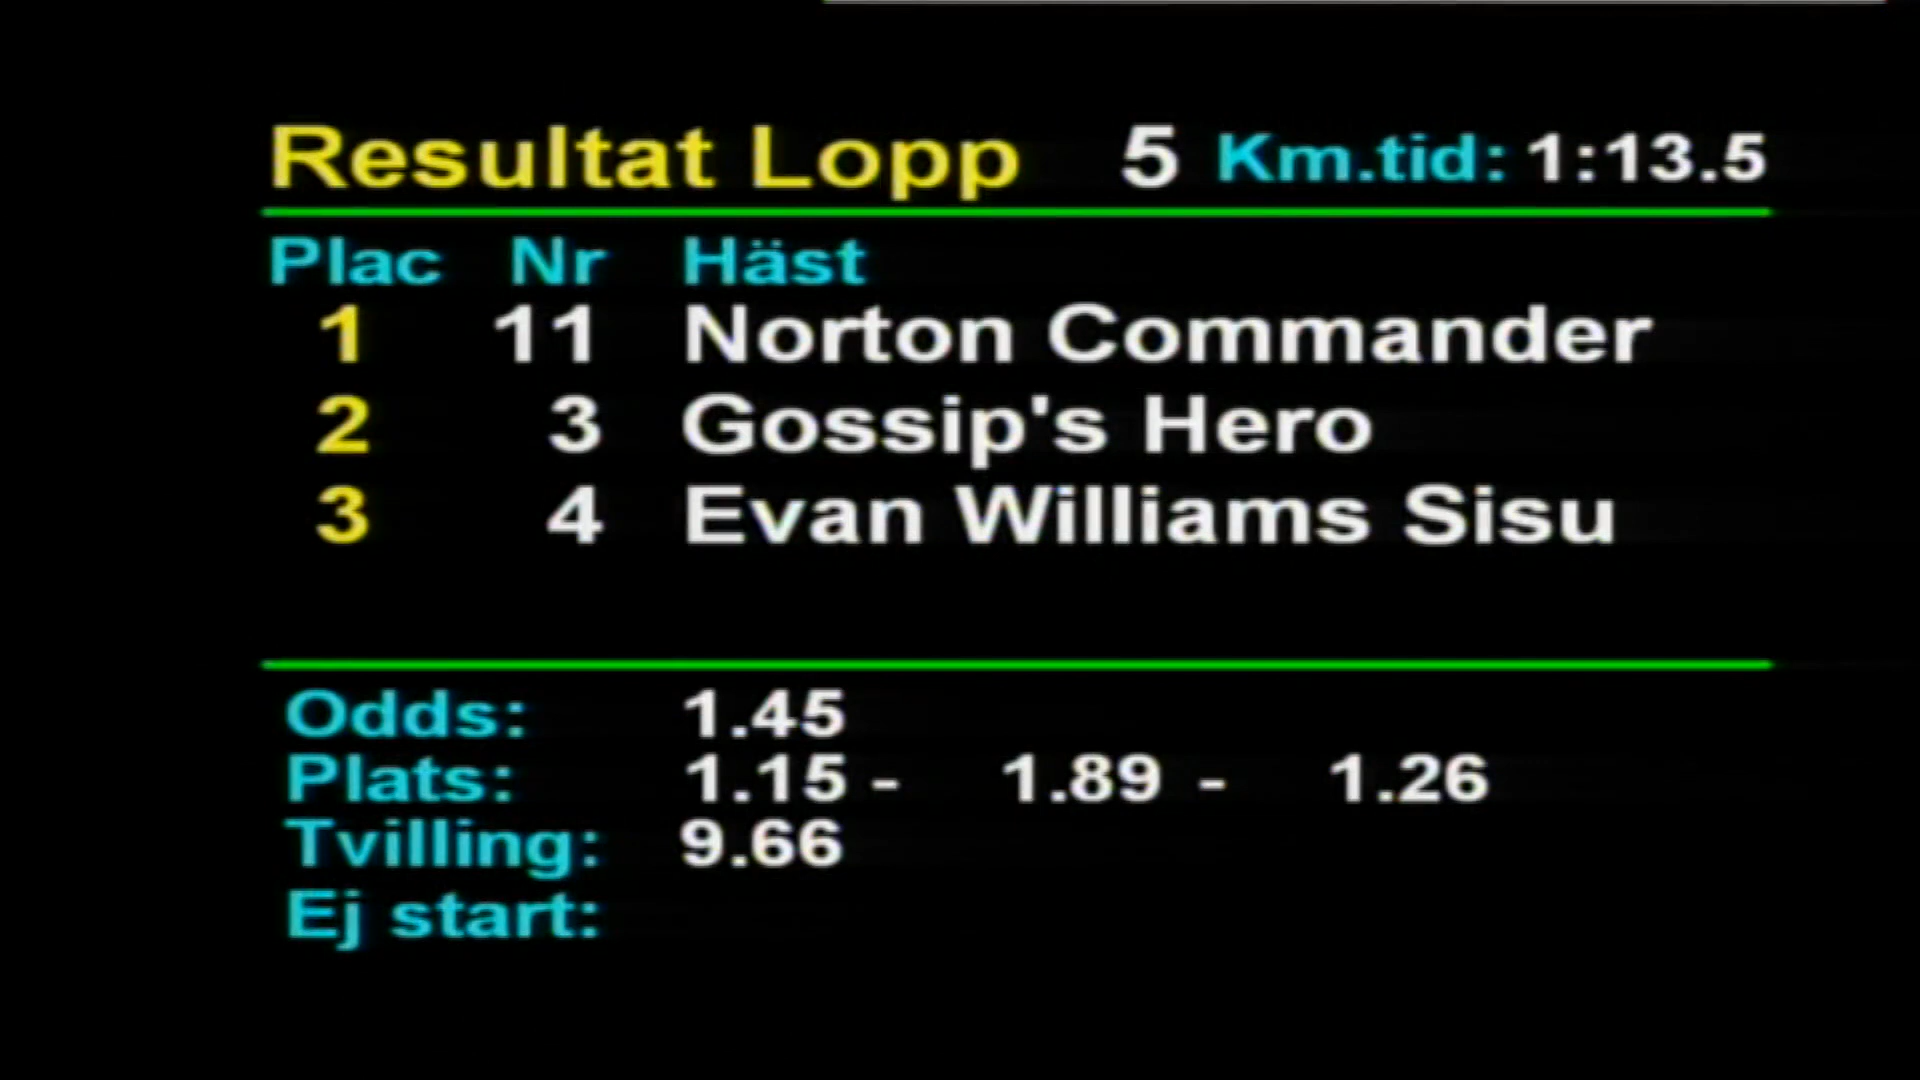 Resultat Lopp 5 Km.tid: 1:13.5
Plac Nr Häst
1 11 Norton Commander
2 3 Gossip's Hero
3 4 Evan Williams Sisu
Odds: 1.45
Plats: 1.15 - 1.89 - 1.26
Tvilling: 9.66
Ej start: